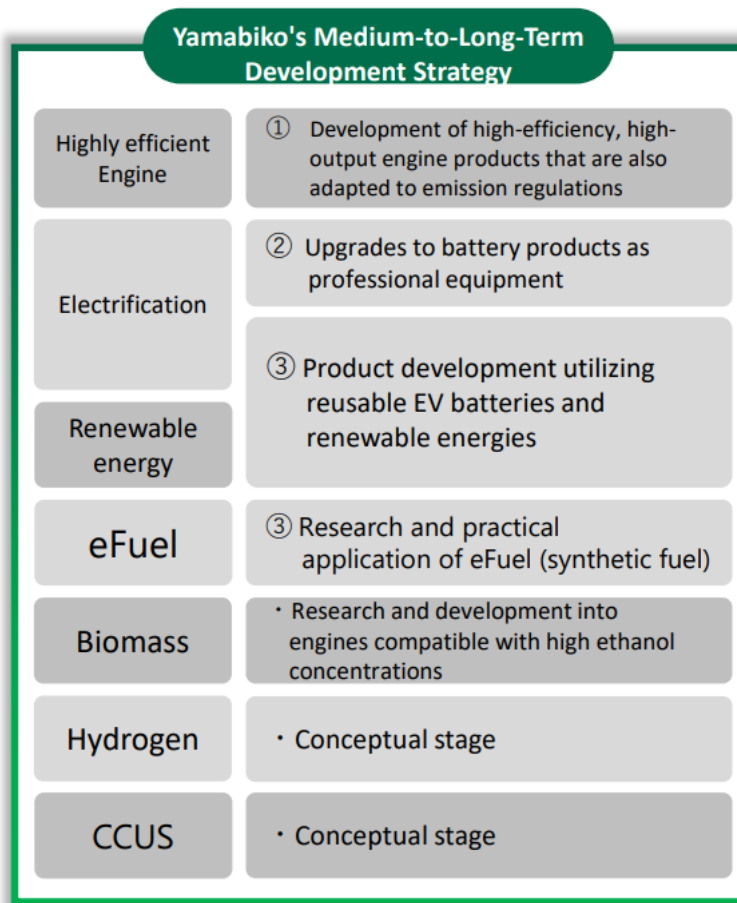 Yamabiko's Medium-to-Long-Term
Development Strategy
Highly efficient
Engine
① Development of high-efficiency, high-
output engine products that are also
adapted to emission regulations
Electrification
② Upgrades to battery products as
professional equipment
③ Product development utilizing
reusable EV batteries and
renewable energies
Renewable
energy
eFuel
③ Research and practical
application of eFuel (synthetic fuel)
Biomass
・Research and development into
engines compatible with high ethanol
concentrations
Hydrogen
・Conceptual stage
CCUS
・Conceptual stage